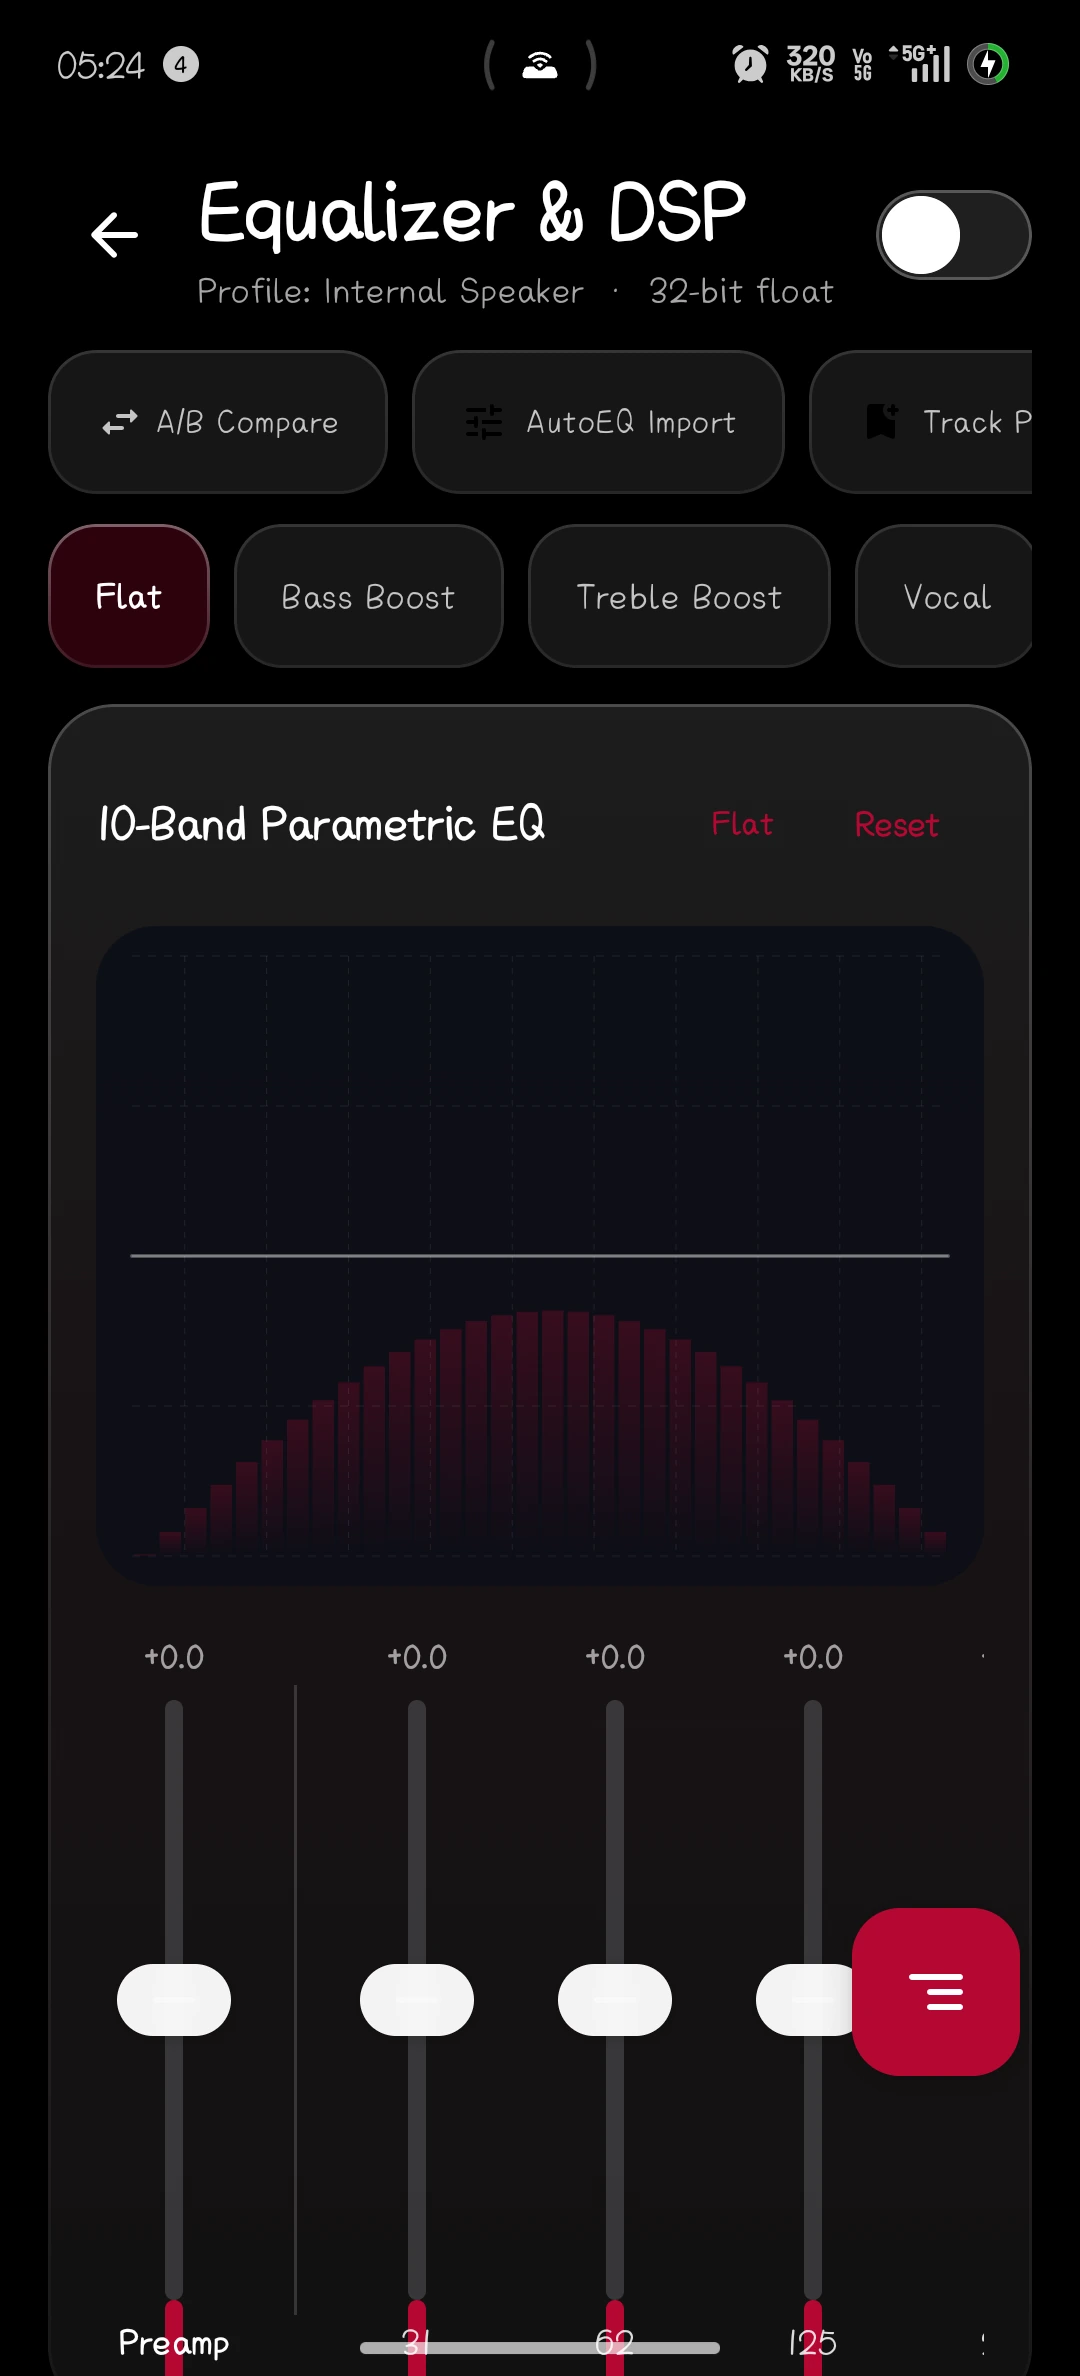 05:24 4 320 KB/S Vo 5G 5G+
Equalizer & DSP
Profile: Internal Speaker · 32-bit float
A/B Compare AutoEQ Import Track P
Flat Bass Boost Treble Boost Vocal
10-Band Parametric EQ Flat Reset
+0.0 +0.0 +0.0 +0.0
Preamp 31 62 125